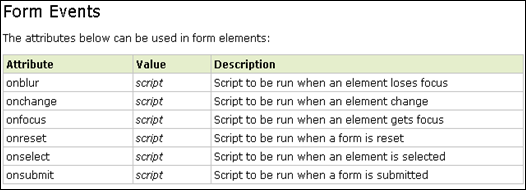 Form Events
The attributes below can be used in form elements:
Attribute Value Description
onblur script Script to be run when an element loses focus
onchange script Script to be run when an element change
onfocus script Script to be run when an element gets focus
onreset script Script to be run when a form is reset
onselect script Script to be run when an element is selected
onsubmit script Script to be run when a form is submitted